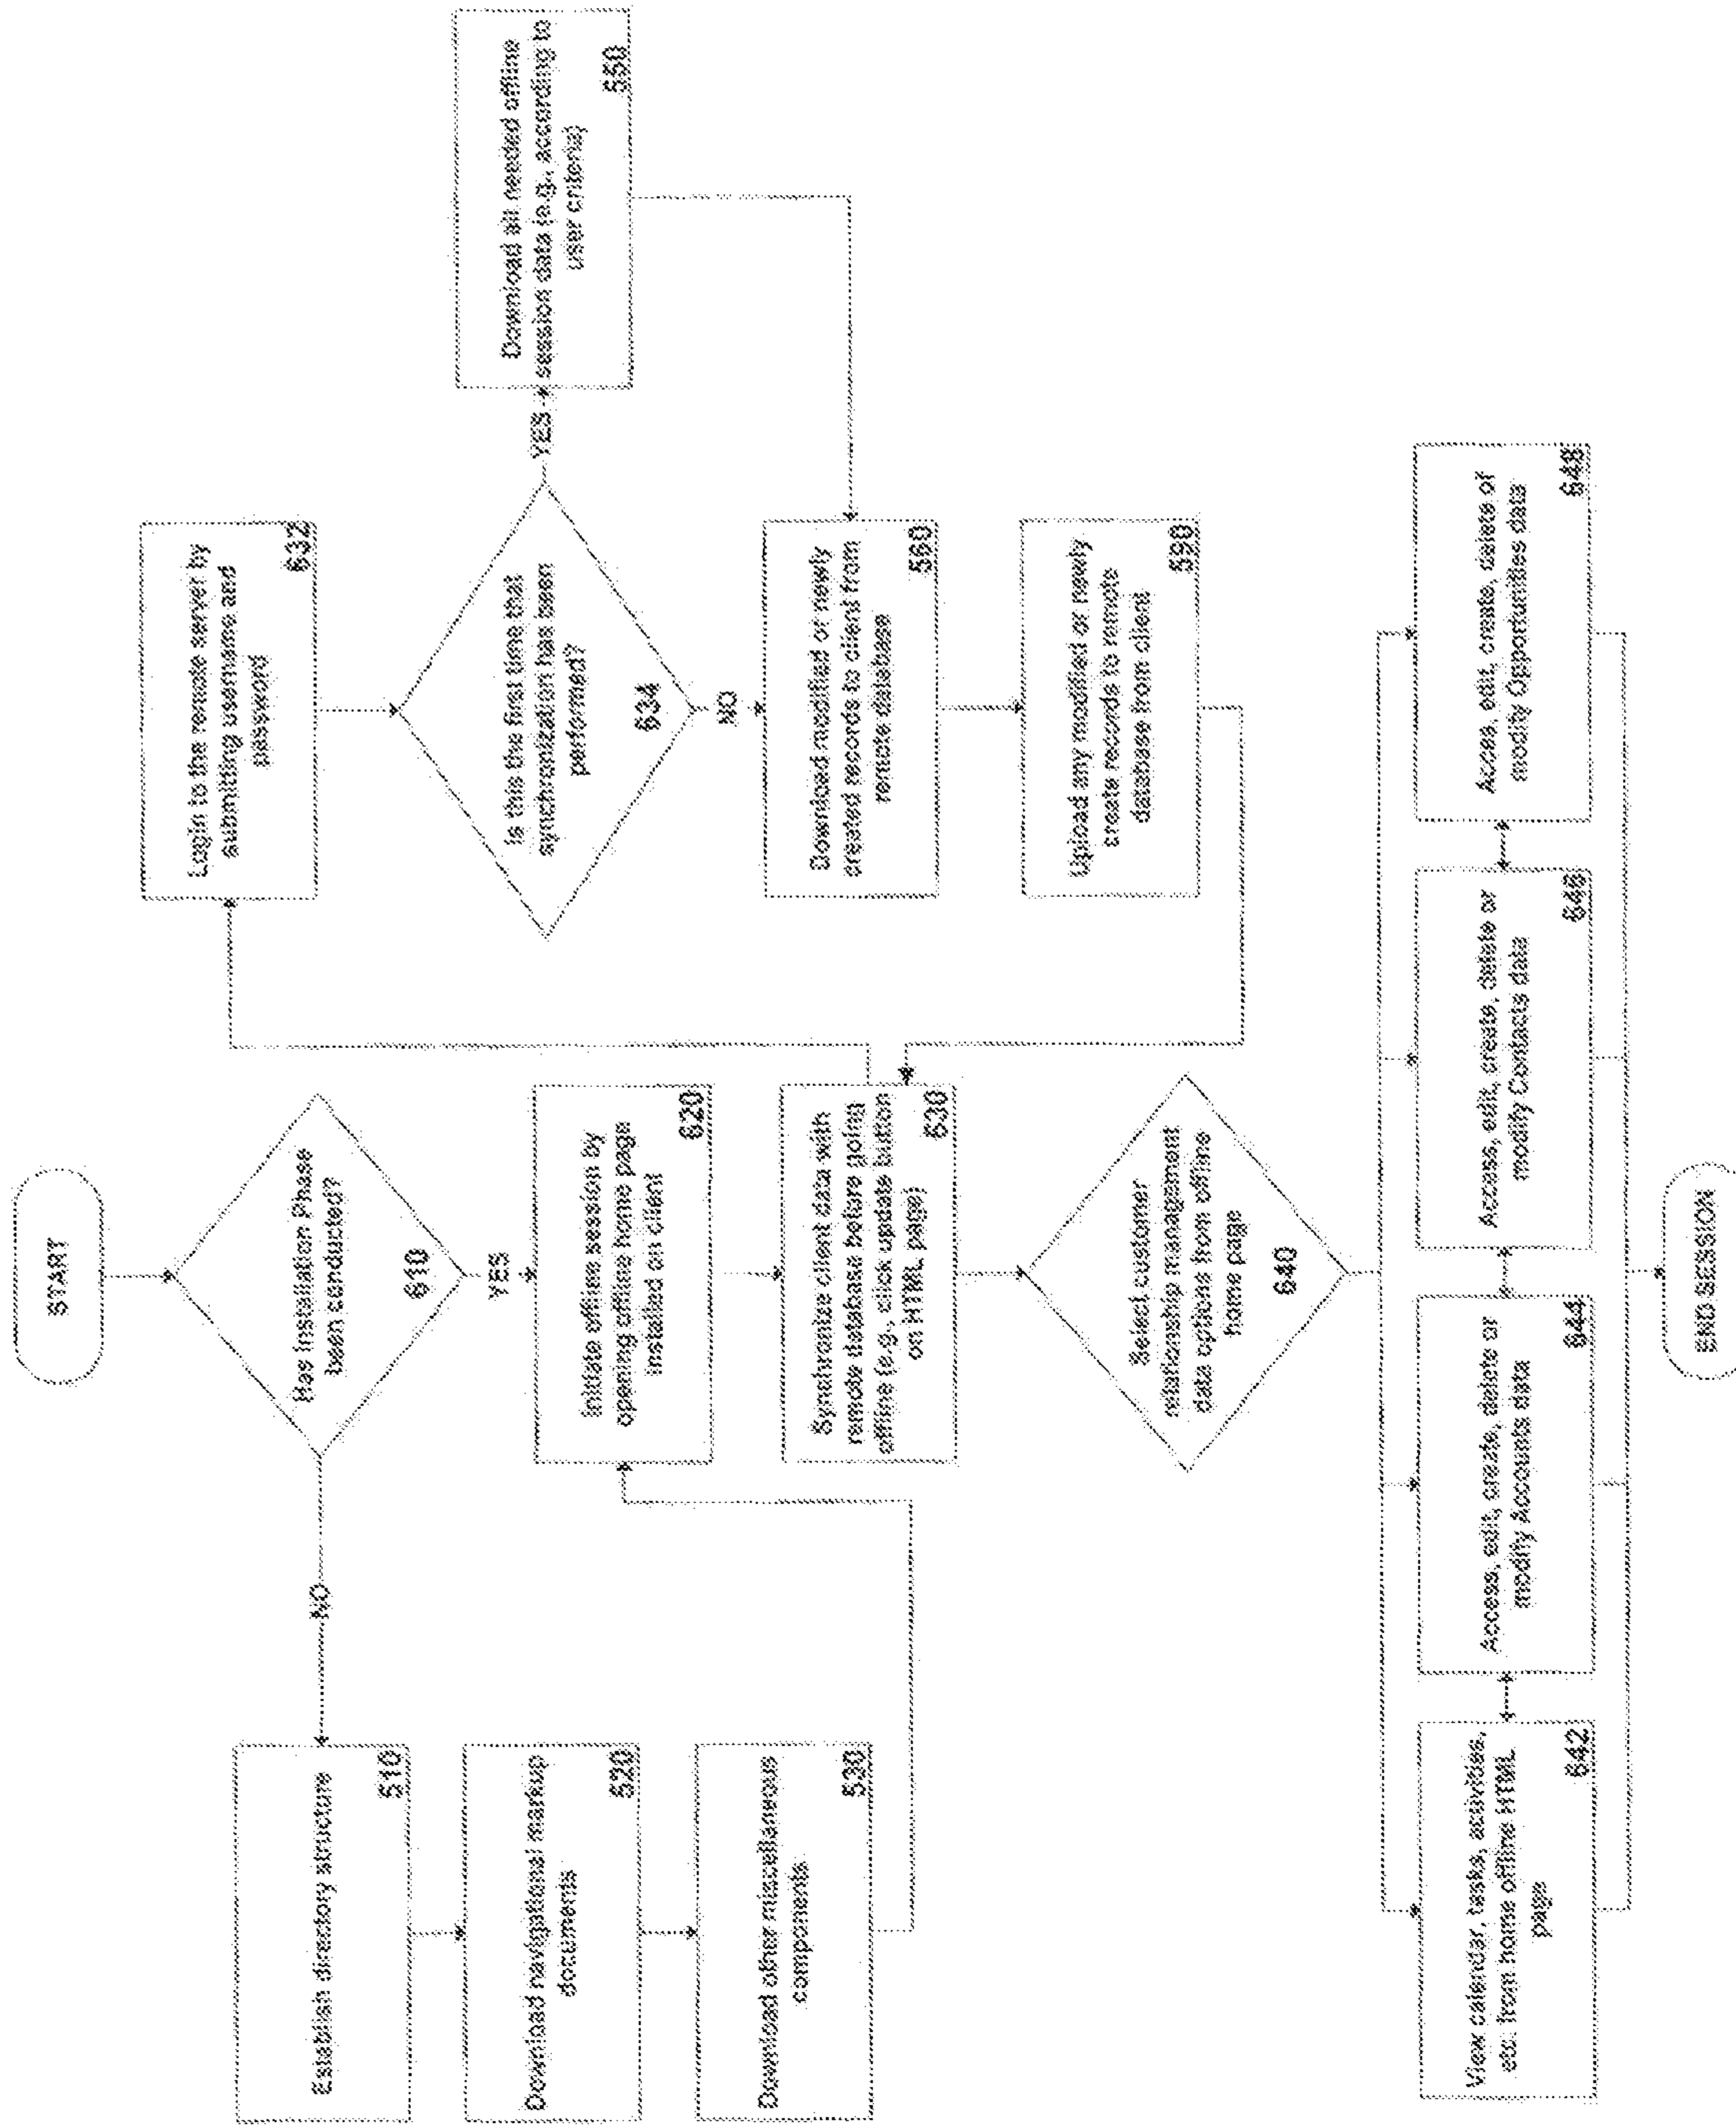 START
Has Installation Phase
been conducted?
610
NO
YES
Establish directory structure
510
Download navigational markup
documents
520
Download other miscellaneous
components
530
Initiate offline session by
opening offline home page
installed on client
620
Synchronize client data with
remote database before going
offline (e.g., click update button
on HTML page)
630
Login to the remote server by
submitting username and
password
632
Is this the first time that
synchronization has been
performed?
634
YES
NO
Download all needed offline
session data (e.g., according to
user criteria)
550
Download modified or newly
created records to client from
remote database
560
Upload any modified or newly
create records to remote
database from client
590
Select customer
relationship management
data options from offline
home page
640
View calendar, tasks, activities,
etc. from home offline HTML
page
642
Access, edit, create, delete or
modify Accounts data
644
Access, edit, create, delete or
modify Contacts data
646
Acces, edit, create, delete of
modify Opportunities data
648
END SESSION